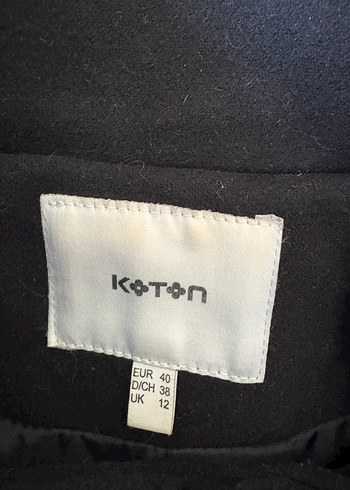 KOTON
EUR 40
D/CH 38
UK 12